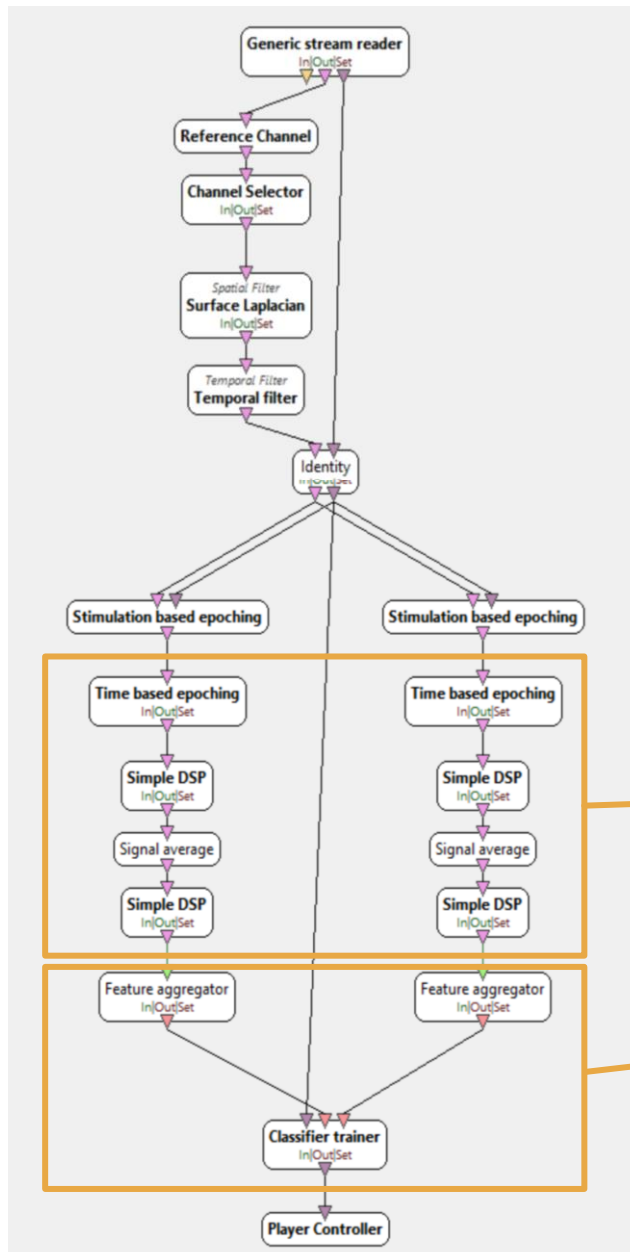 Generic stream reader
In|Out|Set
Reference Channel
Channel Selector
In|Out|Set
Spatial Filter
Surface Laplacian
In|Out|Set
Temporal Filter
Temporal filter
Identity
In|Out|Set
Stimulation based epoching
Stimulation based epoching
Time based epoching
In|Out|Set
Time based epoching
In|Out|Set
Simple DSP
In|Out|Set
Simple DSP
In|Out|Set
Signal average
Signal average
Simple DSP
In|Out|Set
Simple DSP
In|Out|Set
Feature aggregator
In|Out|Set
Feature aggregator
In|Out|Set
Classifier trainer
In|Out|Set
Player Controller